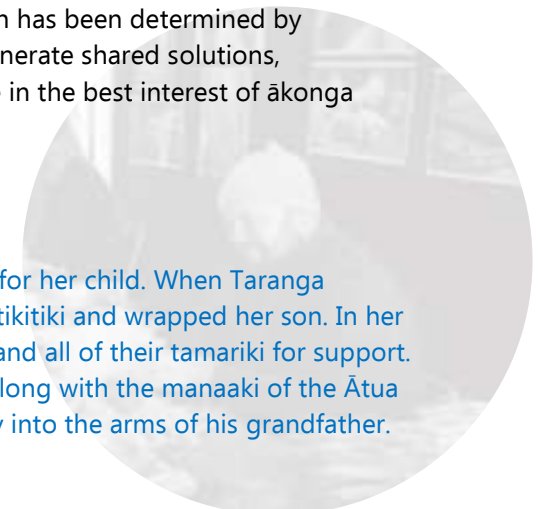 n has been determined by
nerate shared solutions,
in the best interest of ākonga
for her child. When Taranga
tikitiki and wrapped her son. In her
and all of their tamariki for support.
long with the manaaki of the Ātua
into the arms of his grandfather.